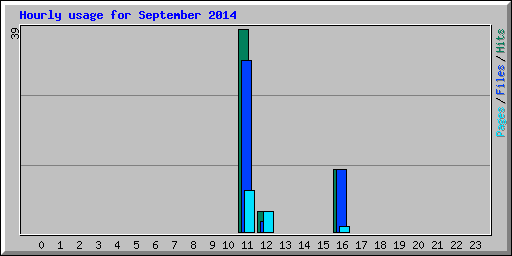 Hourly usage for September 2014
39
Pages/Files/Hits
0 1 2 3 4 5 6 7 8 9 10 11 12 13 14 15 16 17 18 19 20 21 22 23